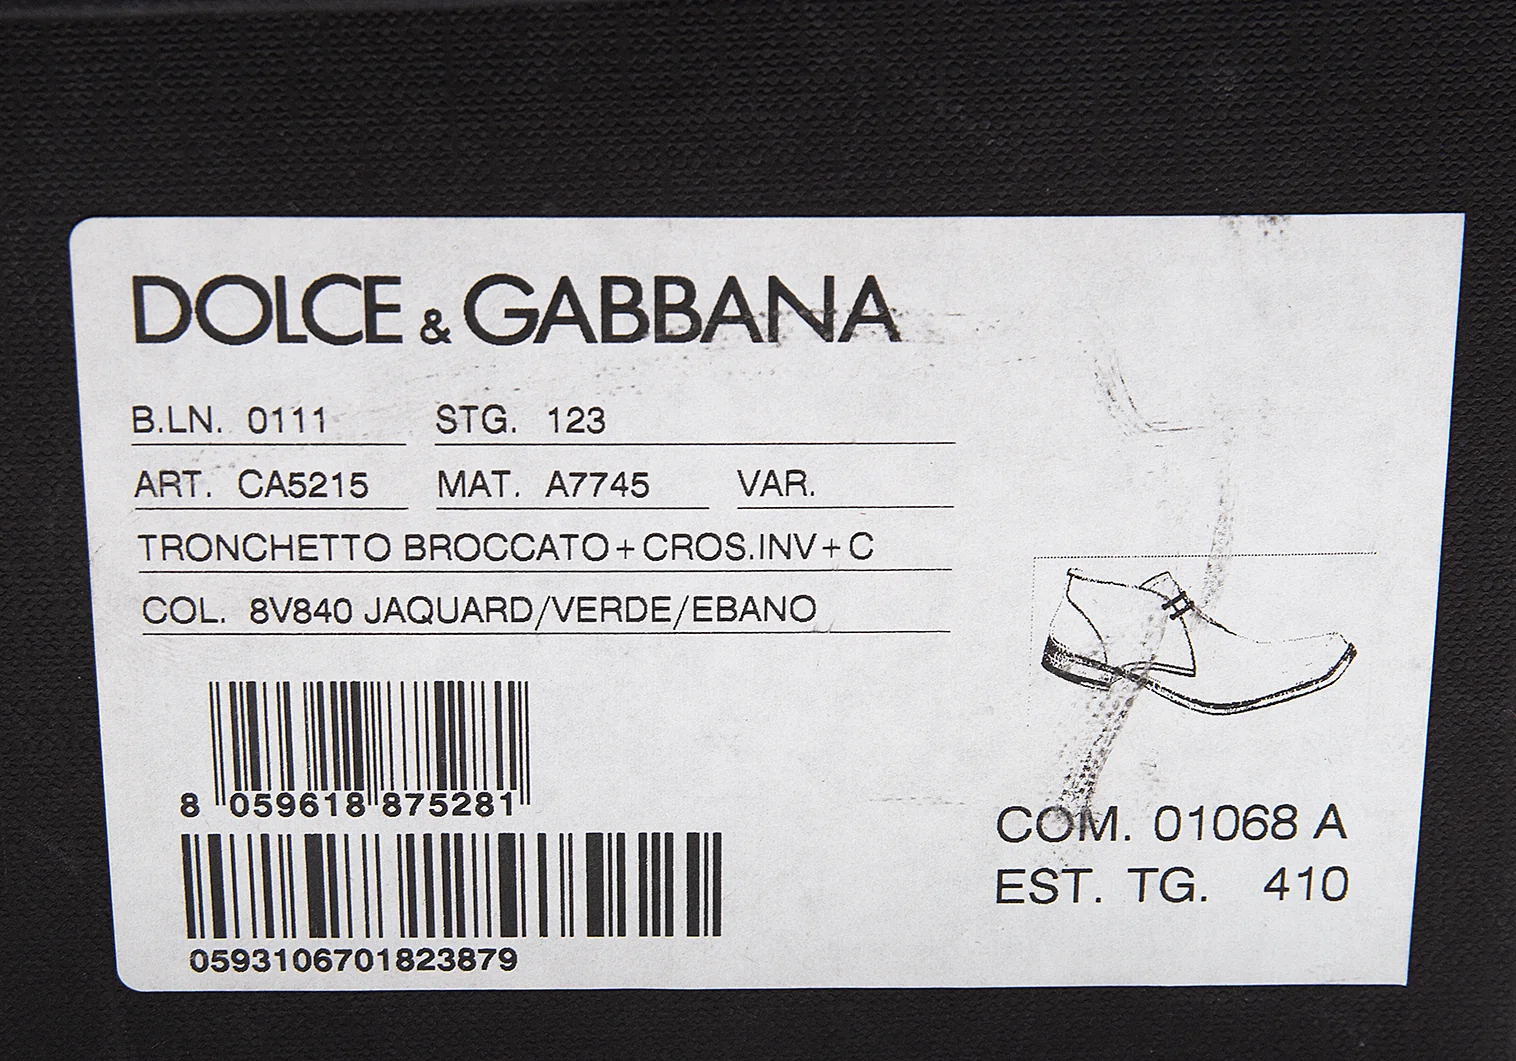 DOLCE & GABBANA
B.LN. 0111 STG. 123
ART. CA5215 MAT. A7745 VAR.
TRONCHETTO BROCCATO+CROS.INV+C
COL. 8V840 JAQUARD/VERDE/EBANO
8 059618 875281
0593106701823879
COM. 01068 A
EST. TG. 410